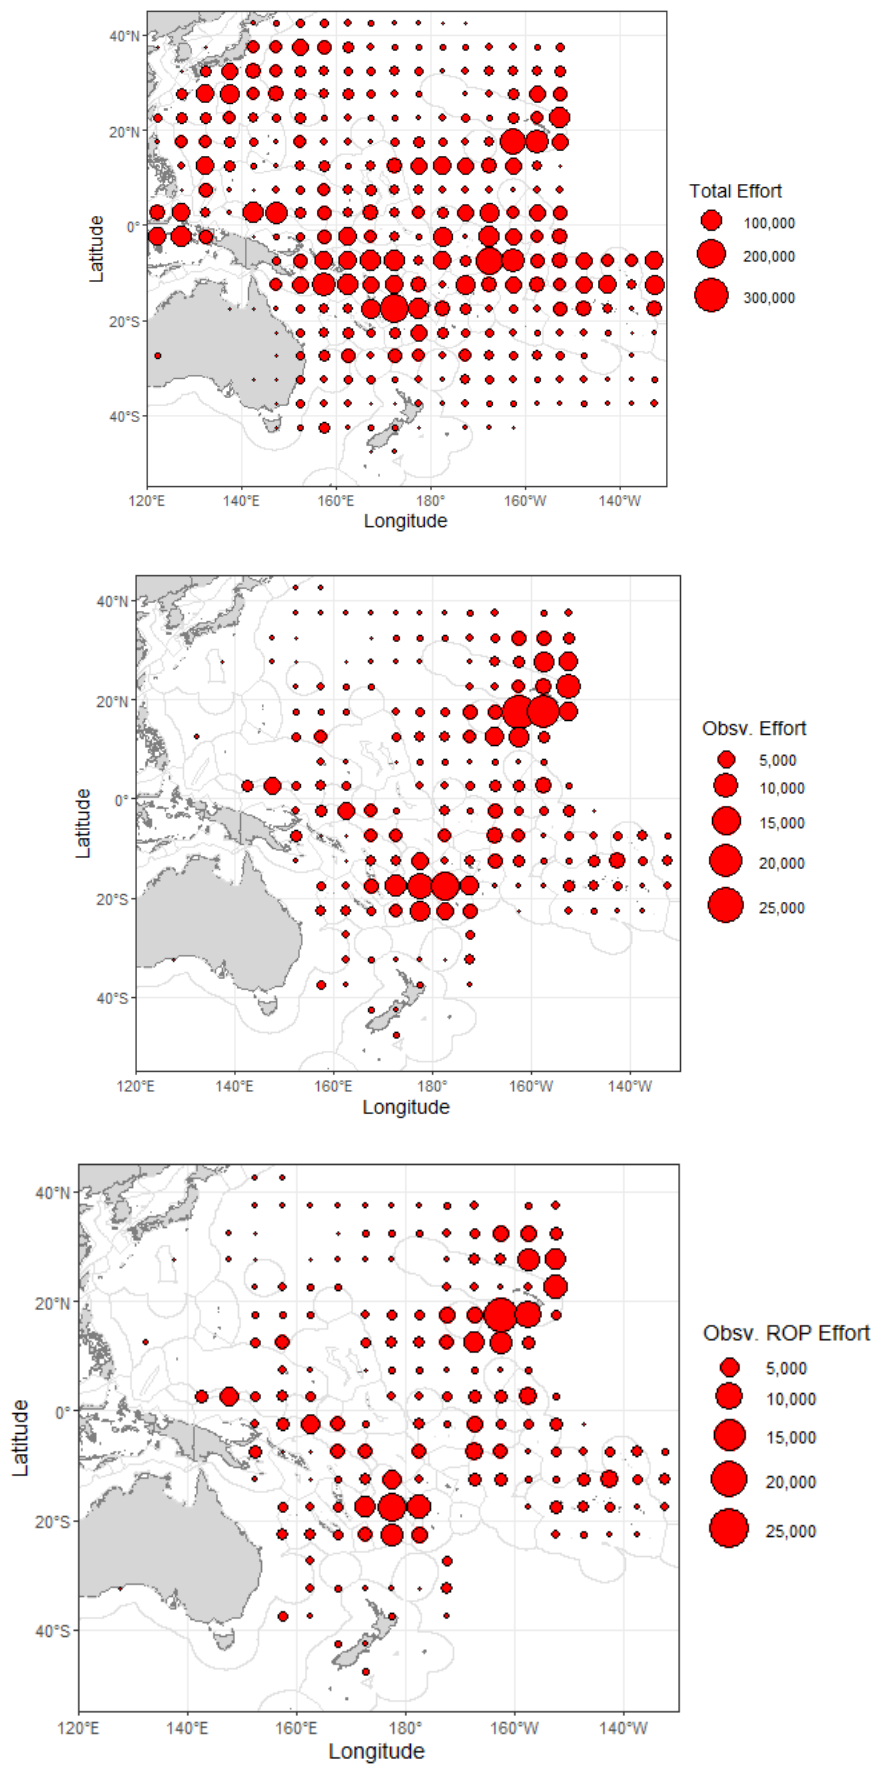 40°N
20°N
0°
20°S
40°S
Latitude
120°E 140°E 160°E 180° 160°W 140°W
Longitude
Total Effort
100,000
200,000
300,000
40°N
20°N
0°
20°S
40°S
Latitude
120°E 140°E 160°E 180° 160°W 140°W
Longitude
Obsv. Effort
5,000
10,000
15,000
20,000
25,000
40°N
20°N
0°
20°S
40°S
Latitude
120°E 140°E 160°E 180° 160°W 140°W
Longitude
Obsv. ROP Effort
5,000
10,000
15,000
20,000
25,000